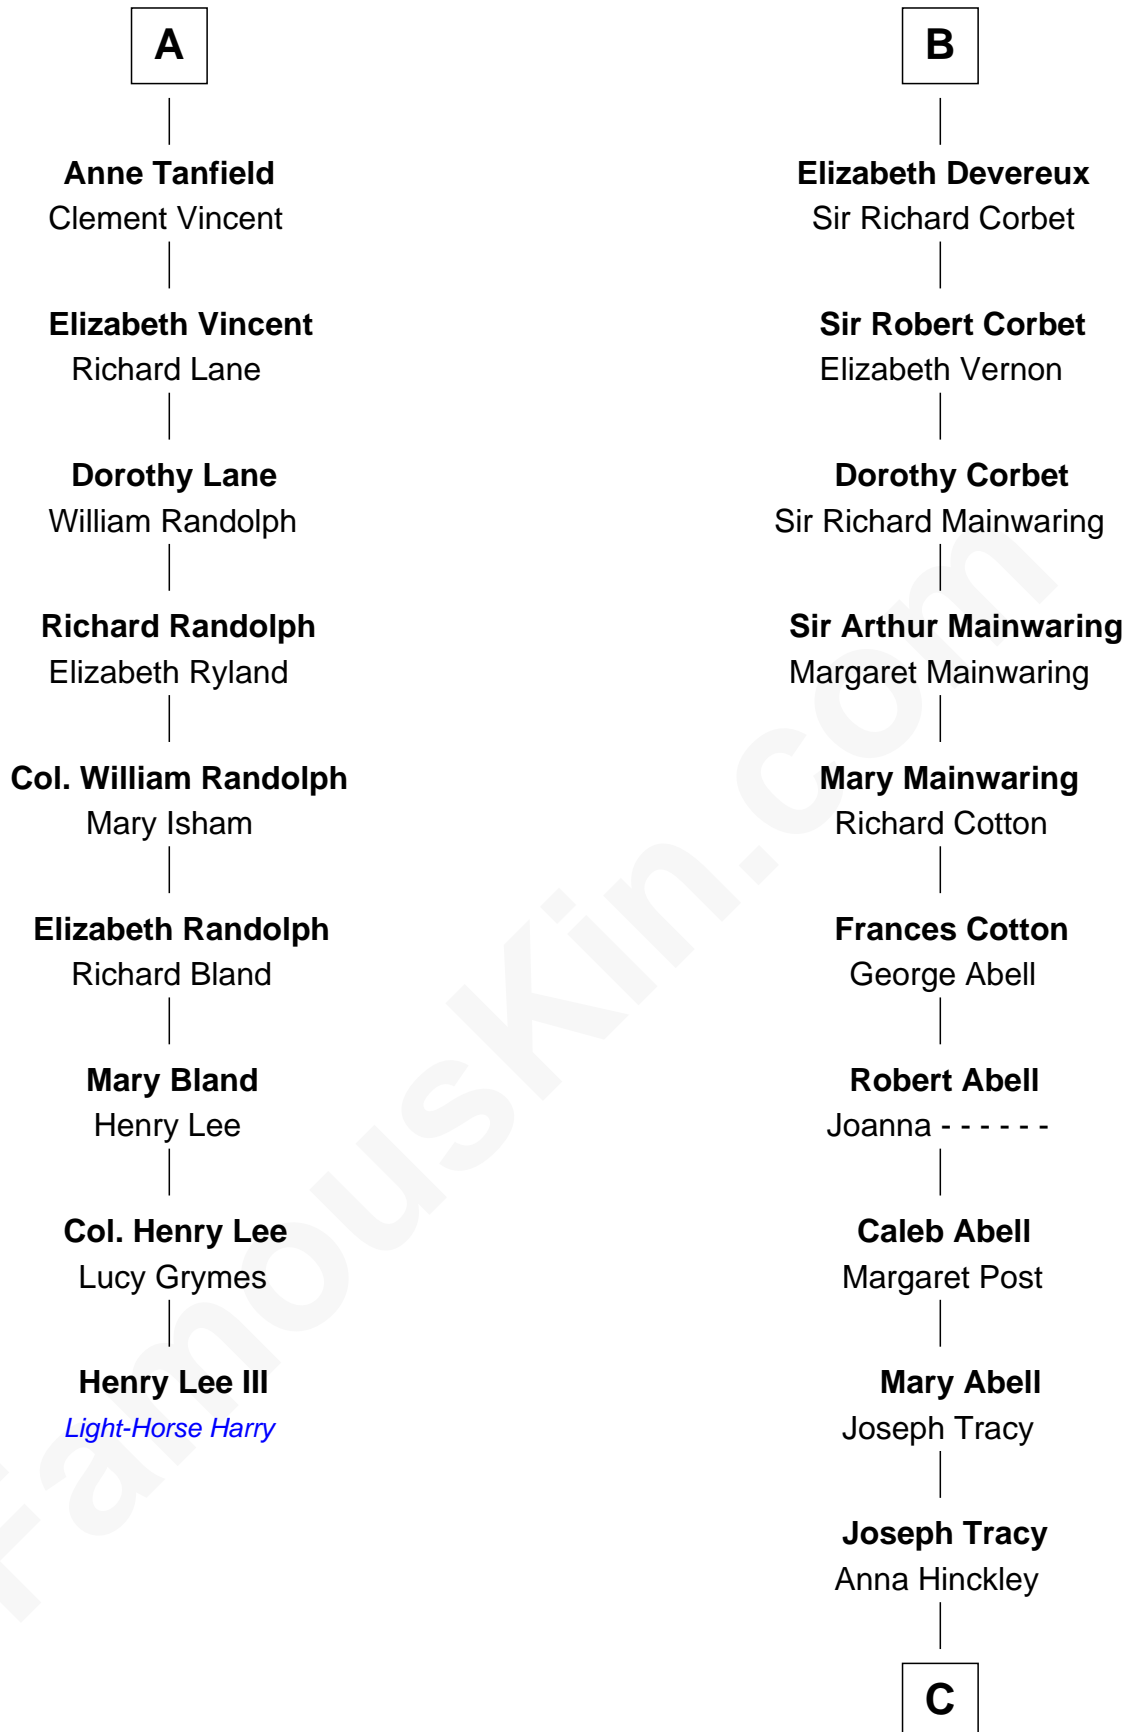 A
Anne Tanfield
Clement Vincent
Elizabeth Vincent
Richard Lane
Dorothy Lane
William Randolph
Richard Randolph
Elizabeth Ryland
Col. William Randolph
Mary Isham
Elizabeth Randolph
Richard Bland
Mary Bland
Henry Lee
Col. Henry Lee
Lucy Grymes
Henry Lee III
Light-Horse Harry
B
Elizabeth Devereux
Sir Richard Corbet
Sir Robert Corbet
Elizabeth Vernon
Dorothy Corbet
Sir Richard Mainwaring
Sir Arthur Mainwaring
Margaret Mainwaring
Mary Mainwaring
Richard Cotton
Frances Cotton
George Abell
Robert Abell
Joanna - - - - - -
Caleb Abell
Margaret Post
Mary Abell
Joseph Tracy
Joseph Tracy
Anna Hinckley
C
FamousKin.com